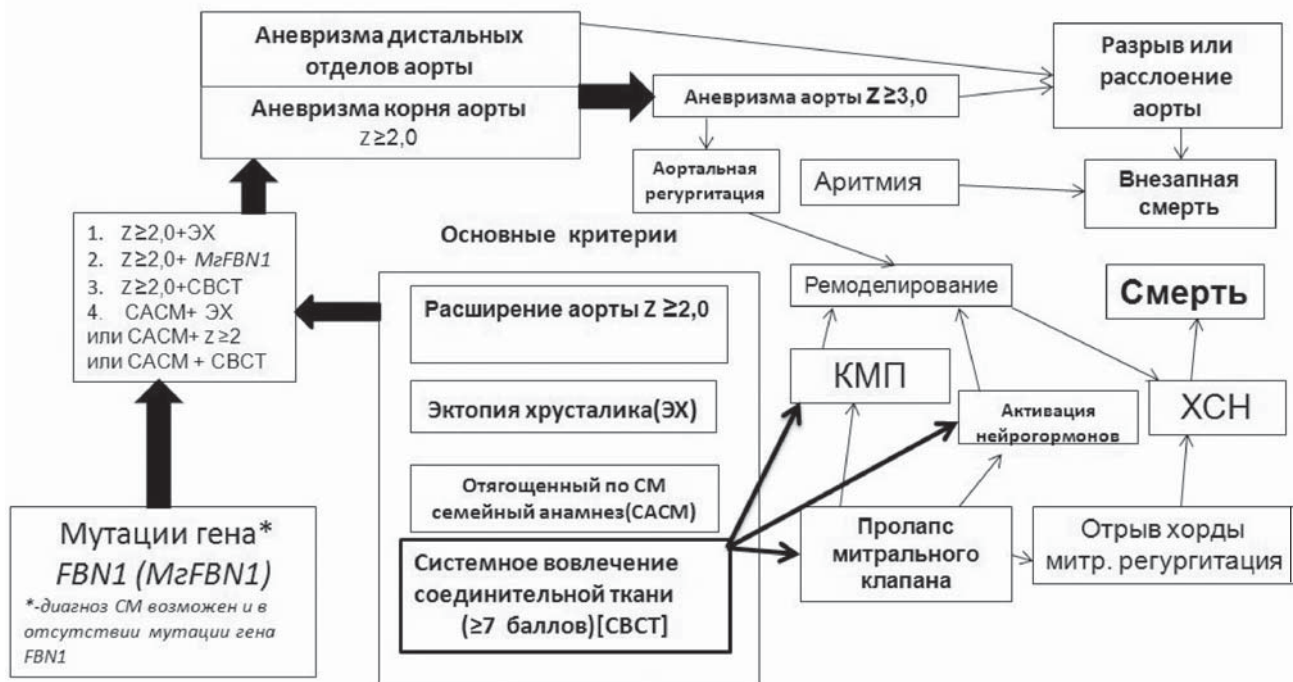 Аневризма дистальных
отделов аорты
Аневризма корня аорты
Z ≥2,0
Аневризма аорты Z ≥3,0
Разрыв или
расслоение
аорты
Аортальная
регургитация
Аритмия
Внезапная
смерть
1. Z ≥2,0+ЭХ
2. Z ≥2,0+ МгFBN1
3. Z ≥2,0+СВСТ
4. САСМ+ ЭХ
или САСМ+ Z ≥2
или САСМ + СВСТ
Основные критерии
Расширение аорты Z ≥2,0
Эктопия хрусталика(ЭХ)
Отягощенный по СМ
семейный анамнез(САСМ)
Системное вовлечение
соединительной ткани
(≥7 баллов)[СВСТ]
Ремоделирование
Смерть
КМП
Активация
нейрогормонов
ХСН
Пролапс
митрального
клапана
Отрыв хорды
митр. регургитация
Мутации гена*
FBN1 (МгFBN1)
*-диагноз СМ возможен и в
отсутствии мутации гена
FBN1